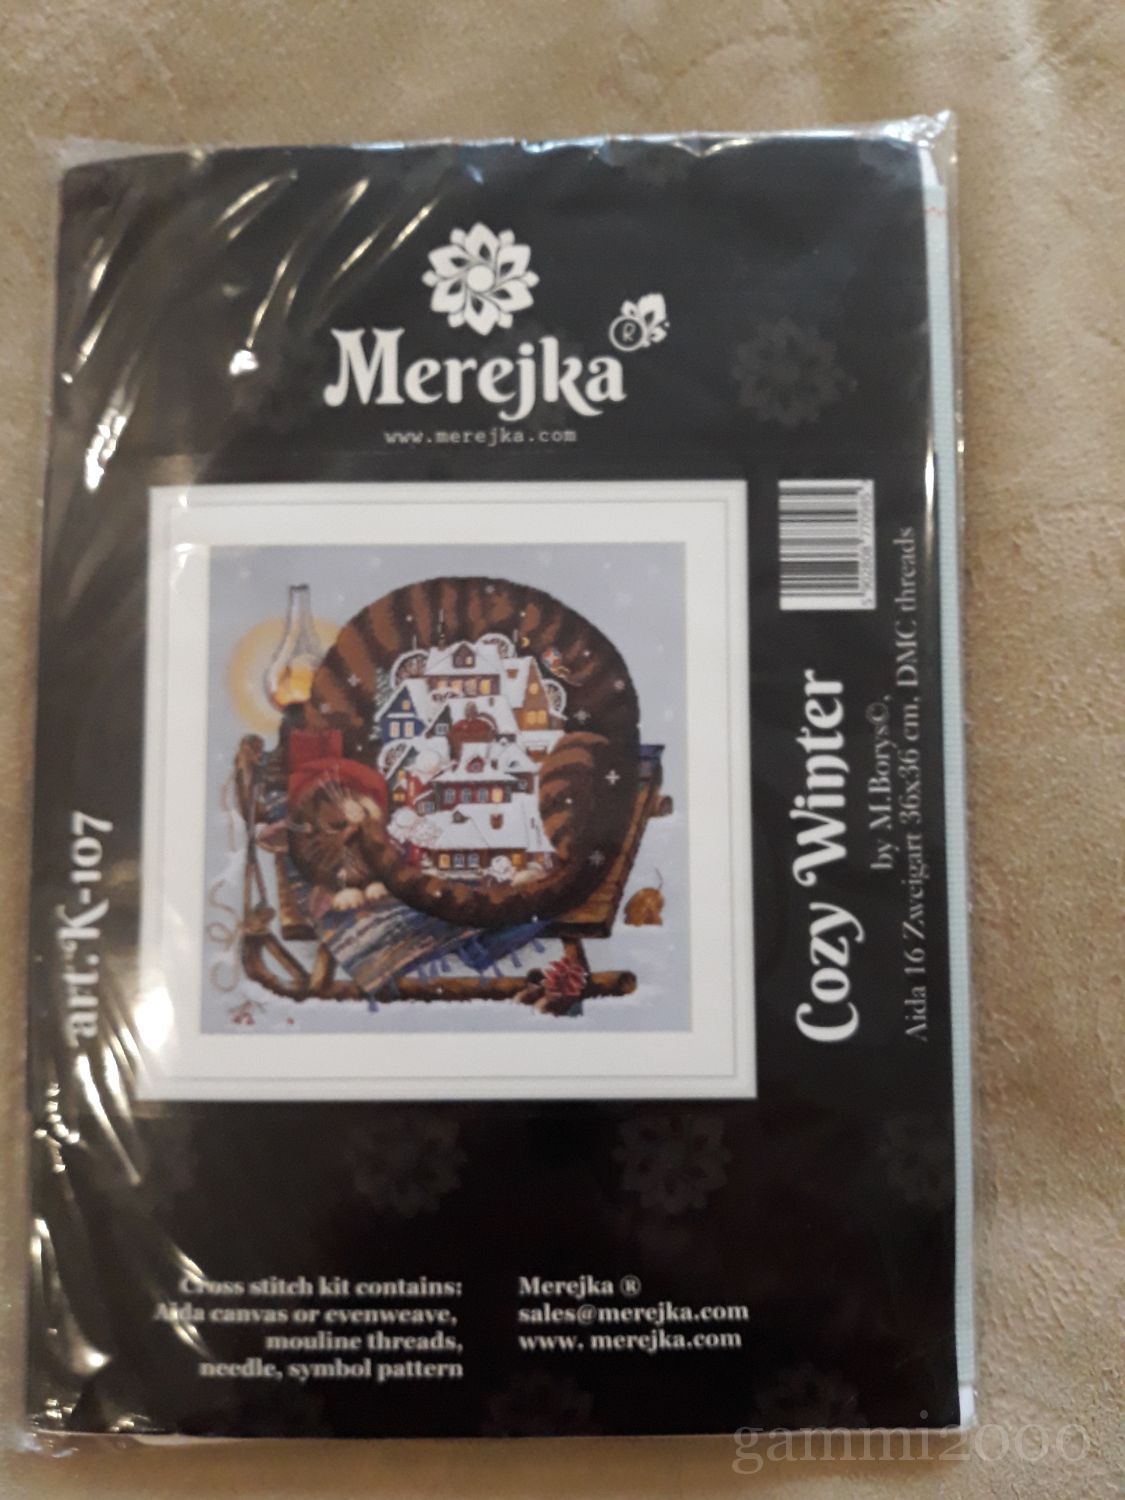 Merejka ®
www.merejka.com
art.K-107
Cozy Winter
by M.Borys©,
Aida 16 Zweigart 36x36 cm, DMC threads
Cross stitch kit contains:
Aida canvas or evenweave,
mouline threads,
needle, symbol pattern
Merejka ®
sales@merejka.com
www. merejka.com
gammi2000